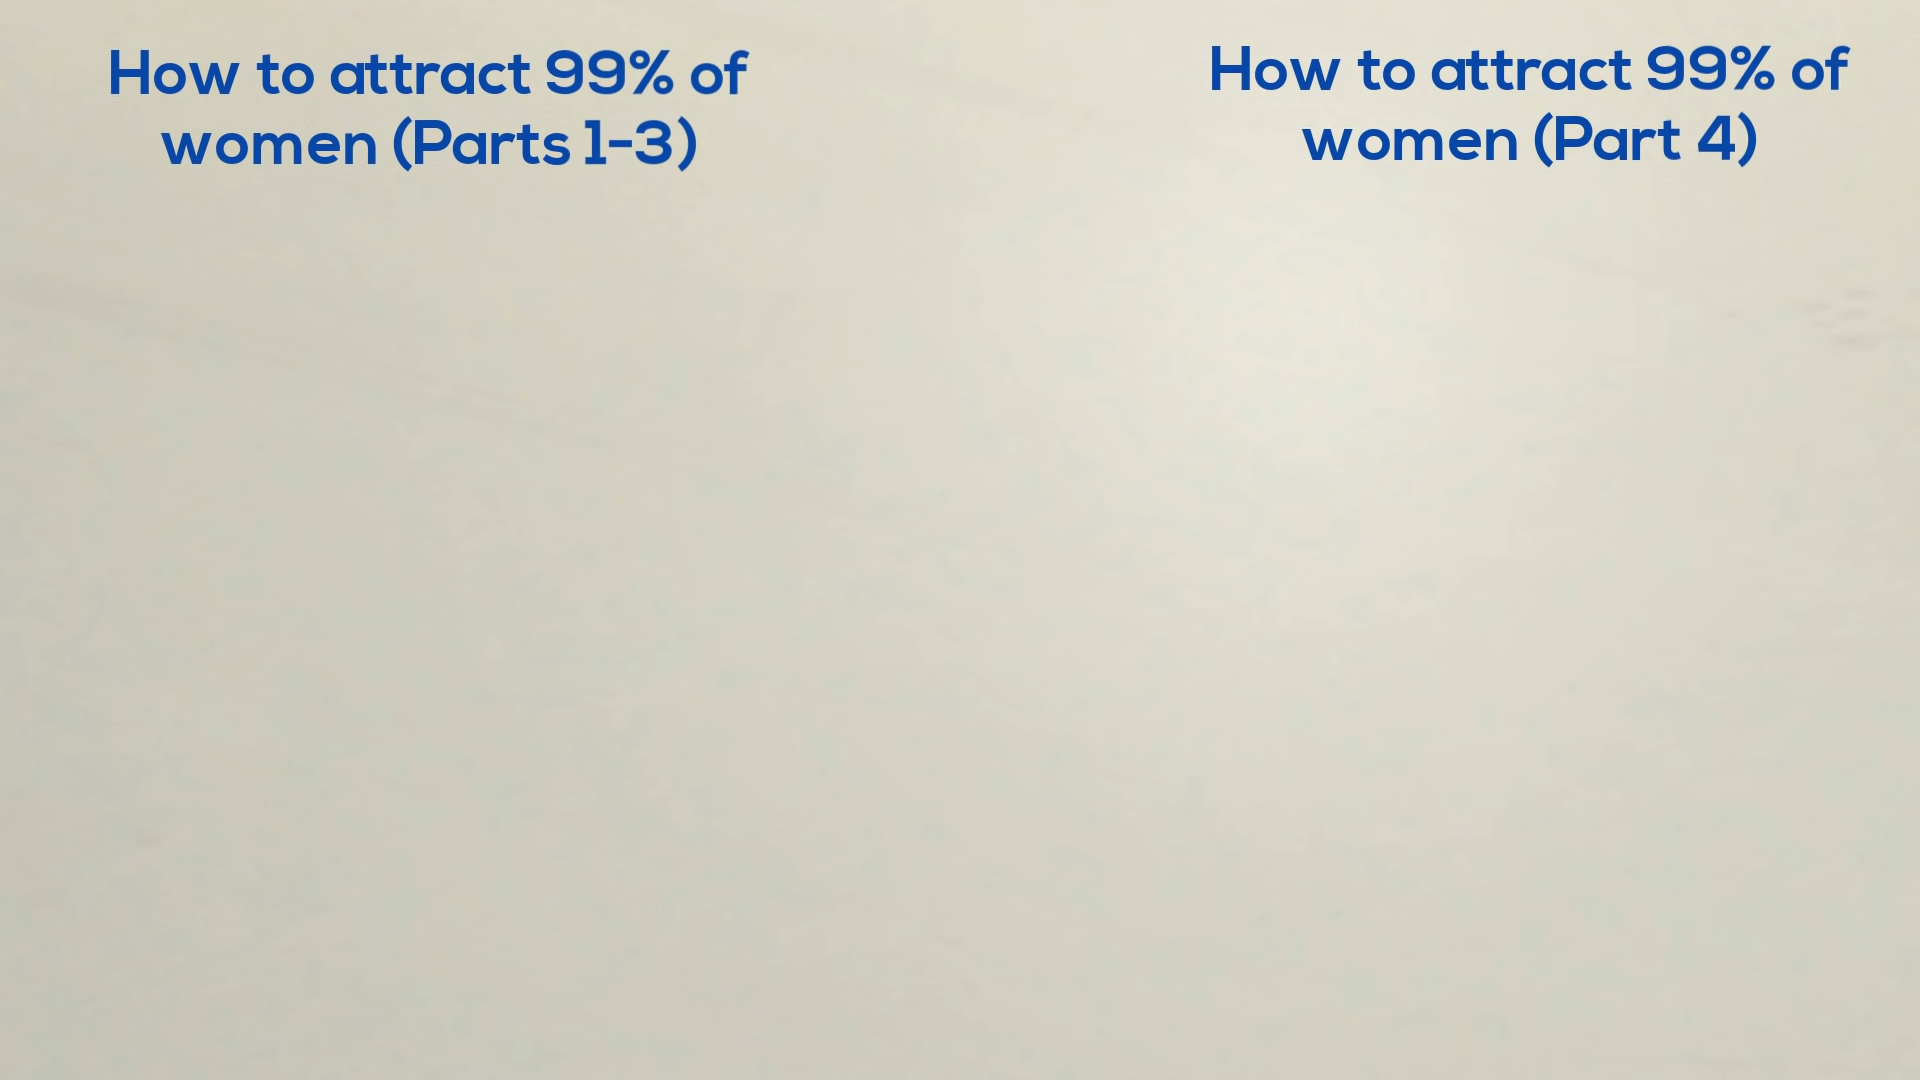 How to attract 99% of
women (Parts 1-3)
How to attract 99% of
women (Part 4)